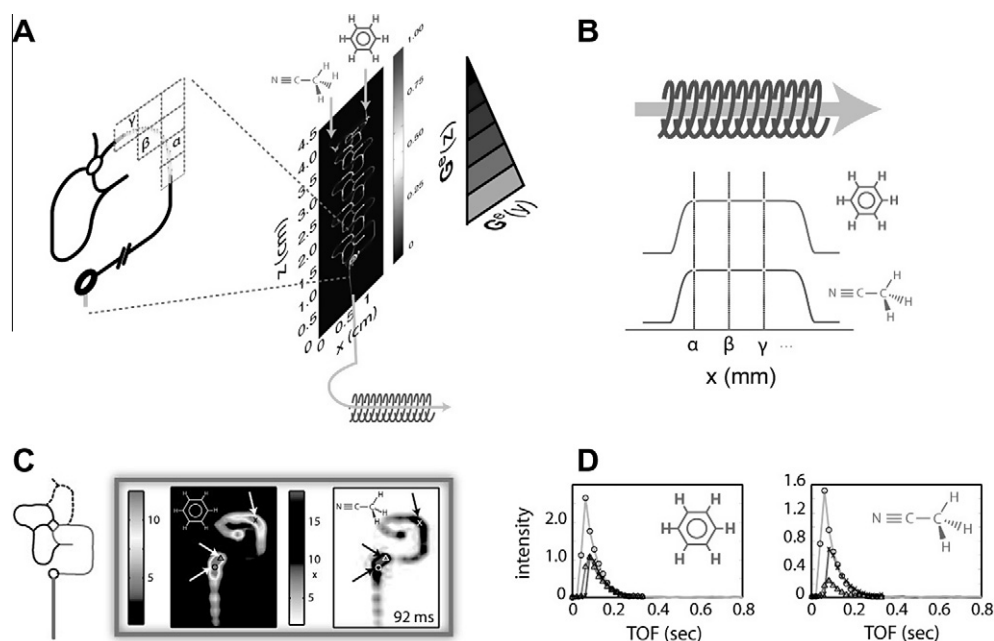 A
H H
H H
H H
N≡C—C H
H H
1.00
0.75
0.50
0.25
0
γ
β
α
4.5
4.0
3.5
3.0
2.5
2.0
1.5
1.0
0.5
0
z (cm)
0 0.5 1
x (cm)
Gᵉ(z)
Gᵉ(y)
B
H H
H H
H H
N≡C—C H
H H
α β γ ...
x (mm)
C
10
5
H H
H H
H H
15
10
x
5
N≡C—C H
H H
92 ms
D
intensity
2.0
1.0
0
0 0.2 0.4 0.6 0.8
TOF (sec)
H H
H H
H H
1.6
1.2
0.8
0.4
0
0 0.2 0.4 0.6 0.8
TOF (sec)
N≡C—C H
H H